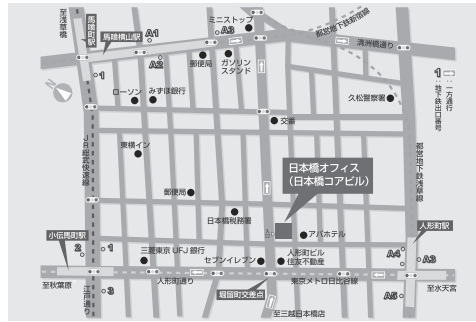 至浅草橋
馬喰町駅
馬喰横山駅
A1
A2
A3
ミニストップ
都営地下鉄新宿線
清洲橋通り
郵便局
ガソリン
スタンド
1
ローソン
みずほ銀行
久松警察署
1
一方通行
地下鉄出口番号
交番
東横イン
JR総武快速線
都営地下鉄浅草線
日本橋オフィス
(日本橋コアビル)
郵便局
日本橋税務署
アパホテル
小伝馬町駅
人形町駅
2
1
三菱東京UFJ銀行
セブンイレブン
人形町ビル
住友不動産
A4
A3
至秋葉原
3
江戸通り
人形町通り
堀留町交差点
東京メトロ日比谷線
A5
至水天宮
至三越日本橋店